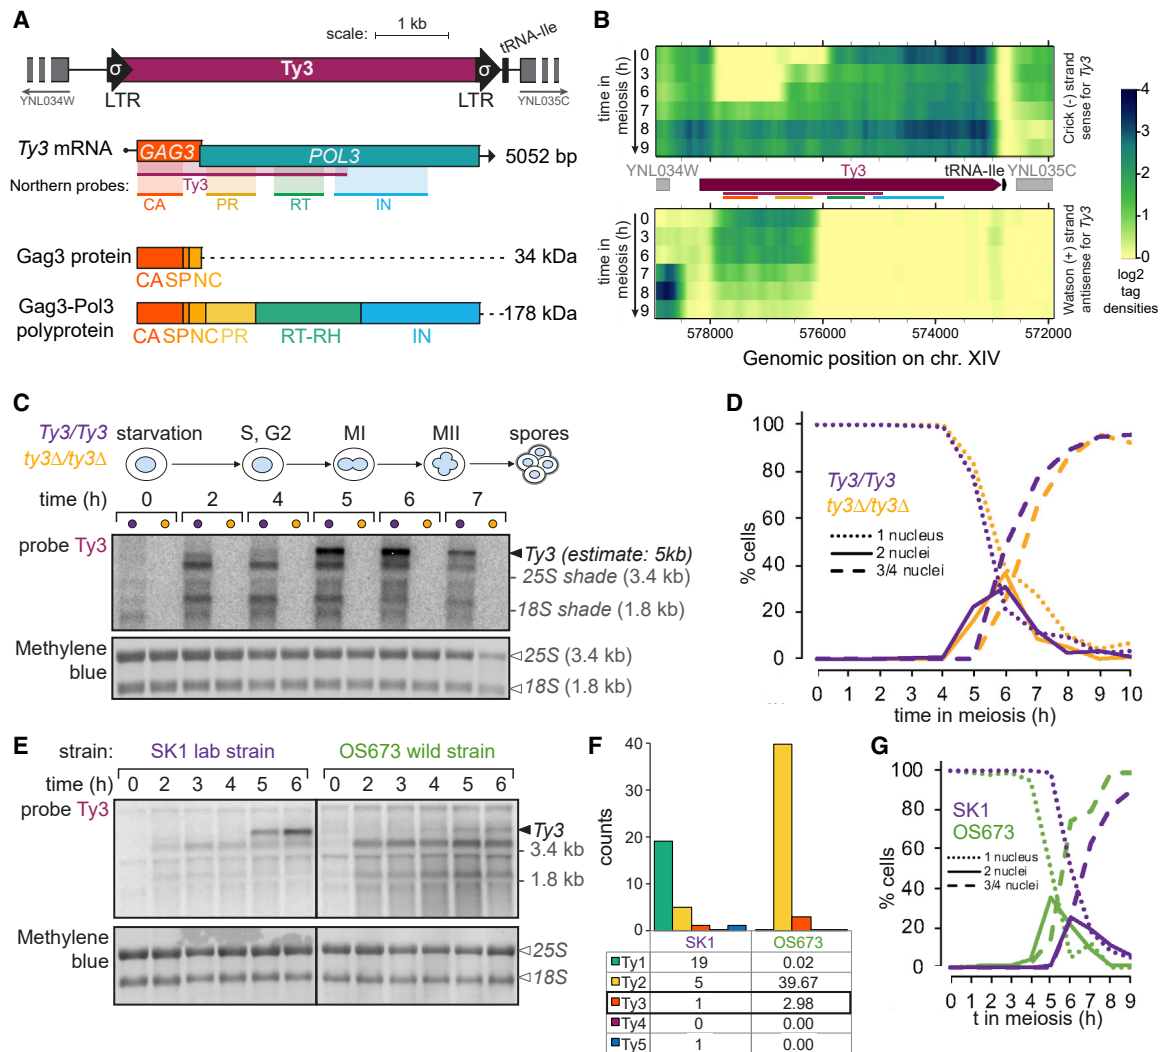 A
scale: 1 kb
tRNA-Ile
σ Ty3 σ
YNL034W LTR LTR YNL035C
Ty3 mRNA GAG3 POL3 5052 bp
Northern probes: Ty3
CA PR RT IN
Gag3 protein 34 kDa
CA SP NC
Gag3-Pol3 178 kDa
polyprotein CA SP NC PR RT-RH IN
B
time in
meiosis (h)
0
3
6
7
8
9
Crick (-) strand
sense for Ty3
YNL034W Ty3 tRNA-Ile YNL035C
time in
meiosis (h)
0
3
6
7
8
9
Watson (+) strand
antisense for Ty3
578000 576000 574000 572000
Genomic position on chr. XIV
4
3
2
1
0
log2
tag
densities
C
Ty3/Ty3 starvation S, G2 MI MII spores
ty3Δ/ty3Δ
time (h) 0 2 4 5 6 7
probe Ty3
Ty3 (estimate: 5kb)
25S shade (3.4 kb)
18S shade (1.8 kb)
Methylene
blue
25S (3.4 kb)
18S (1.8 kb)
D
100
80
60
40
20
0
% cells
Ty3/Ty3
ty3Δ/ty3Δ
1 nucleus
2 nuclei
3/4 nuclei
0 1 2 3 4 5 6 7 8 9 10
time in meiosis (h)
E
strain: SK1 lab strain OS673 wild strain
time (h) 0 2 3 4 5 6 0 2 3 4 5 6
probe Ty3
Ty3
3.4 kb
1.8 kb
Methylene
blue
25S
18S
F
40
30
20
10
0
counts
SK1 OS673
Ty1 19 0.02
Ty2 5 39.67
Ty3 1 2.98
Ty4 0 0.00
Ty5 1 0.00
G
100
80
60
40
20
0
% cells
SK1
OS673
1 nucleus
2 nuclei
3/4 nuclei
0 1 2 3 4 5 6 7 8 9
t in meiosis (h)